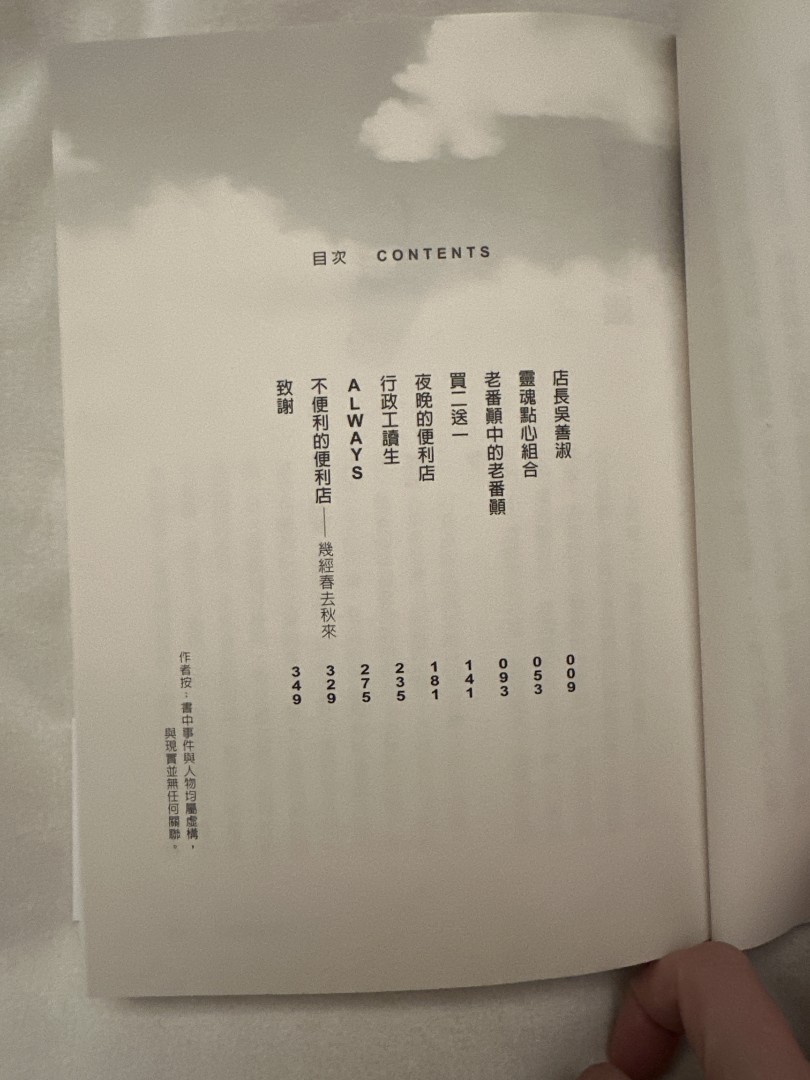 目次 CONTENTS
店長吳善淑 009
靈魂點心組合 053
老番顛中的老番顛 093
買二送一 141
夜晚的便利店 181
行政工讀生 235
ALWAYS 275
不便利的便利店——幾經春去秋來 329
致謝 349
作者按：書中事件與人物均屬虛構，
與現實並無任何關聯。